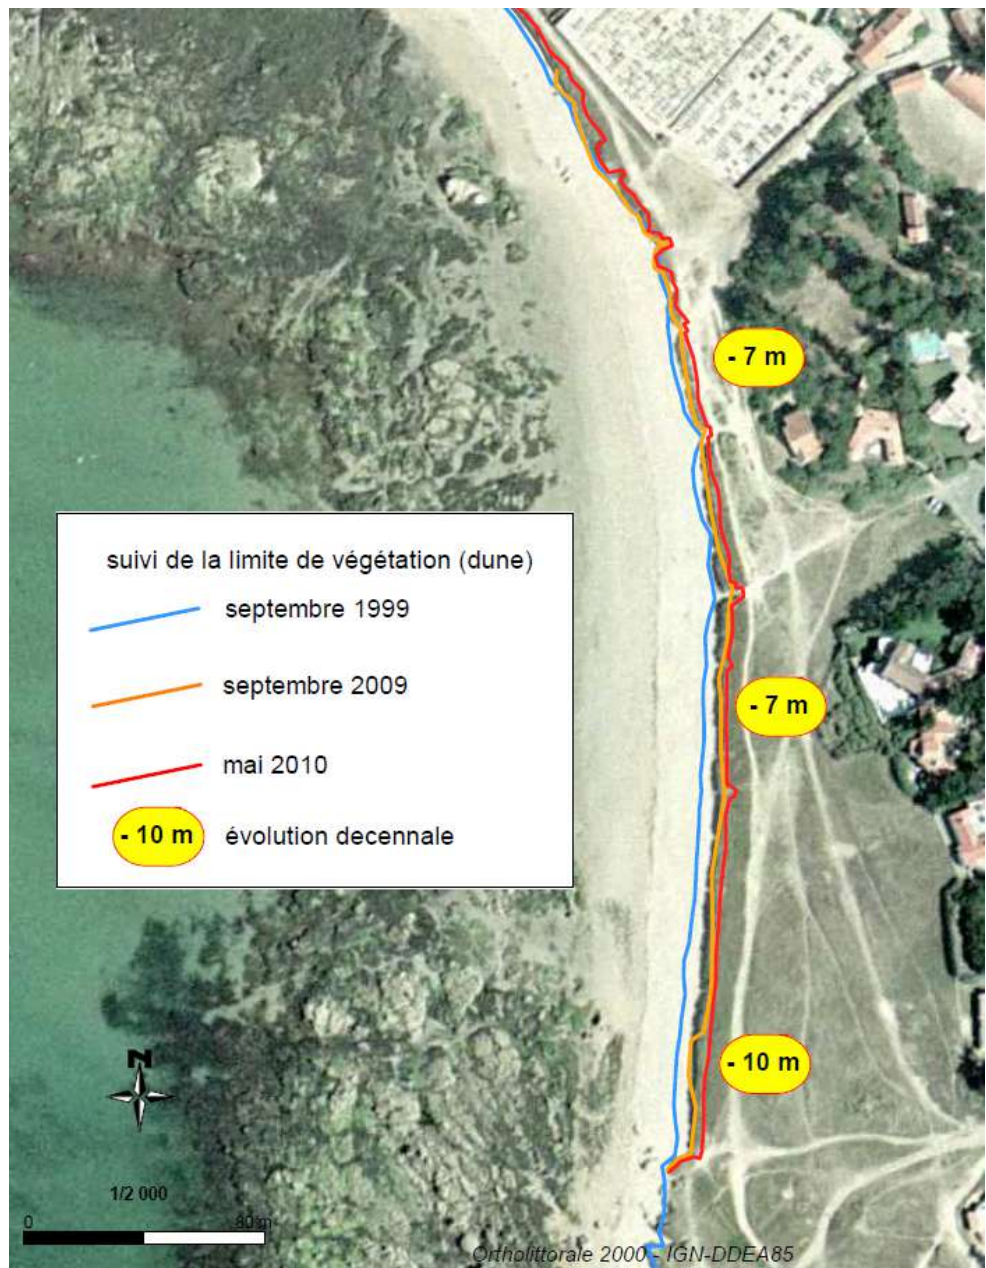 - 7 m
suivi de la limite de végétation (dune)
septembre 1999
septembre 2009
- 7 m
mai 2010
- 10 m évolution decennale
N
- 10 m
1/2 000
0 80 m
Ortholittorale 2000 - IGN-DDEA85